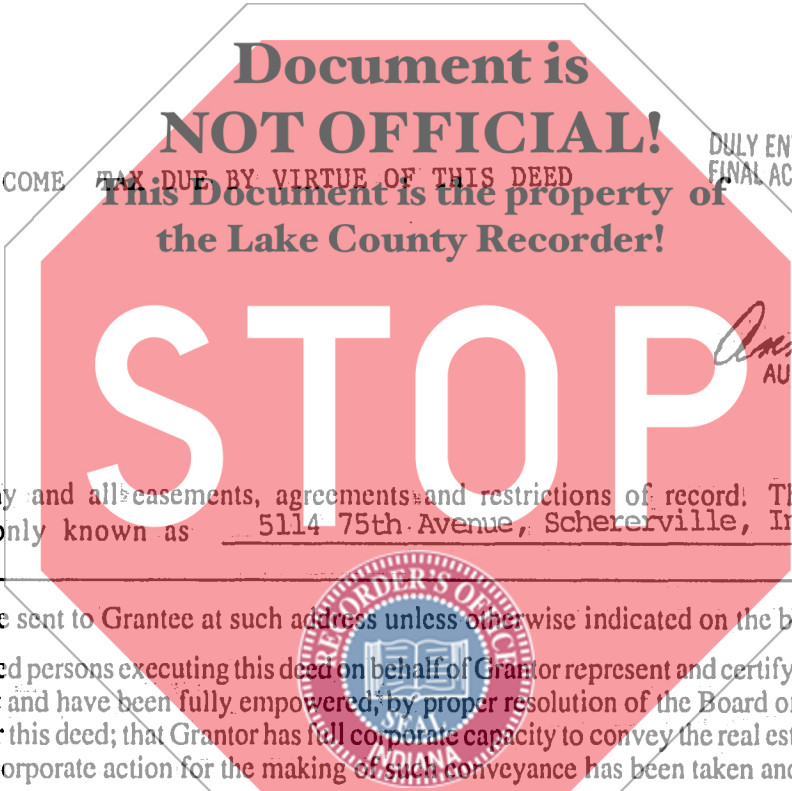 Document is
NOT OFFICIAL!
DULY EN
COME TAX DUE BY VIRTUE OF THIS DEED
FINAL AC
This Document is the property of
the Lake County Recorder!
STOP
AU
y and all easements, agreements and restrictions of record. Th
only known as 5114 75th Avenue, Schererville, In
RECORDER'S OFFICE
e sent to Grantee at such address unless otherwise indicated on the b
ed persons executing this deed on behalf of Grantor represent and certify
and have been fully empowered, by proper resolution of the Board o
this deed; that Grantor has full corporate capacity to convey the real est
SEAL
INDIANA
orporate action for the making of such conveyance has been taken and